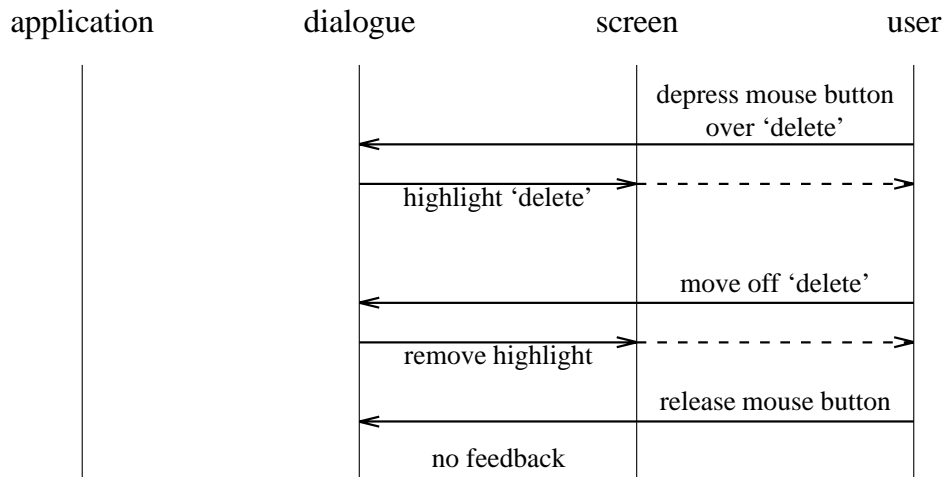 application dialogue screen user
depress mouse button
over ‘delete’
highlight ‘delete’
move off ‘delete’
remove highlight
release mouse button
no feedback